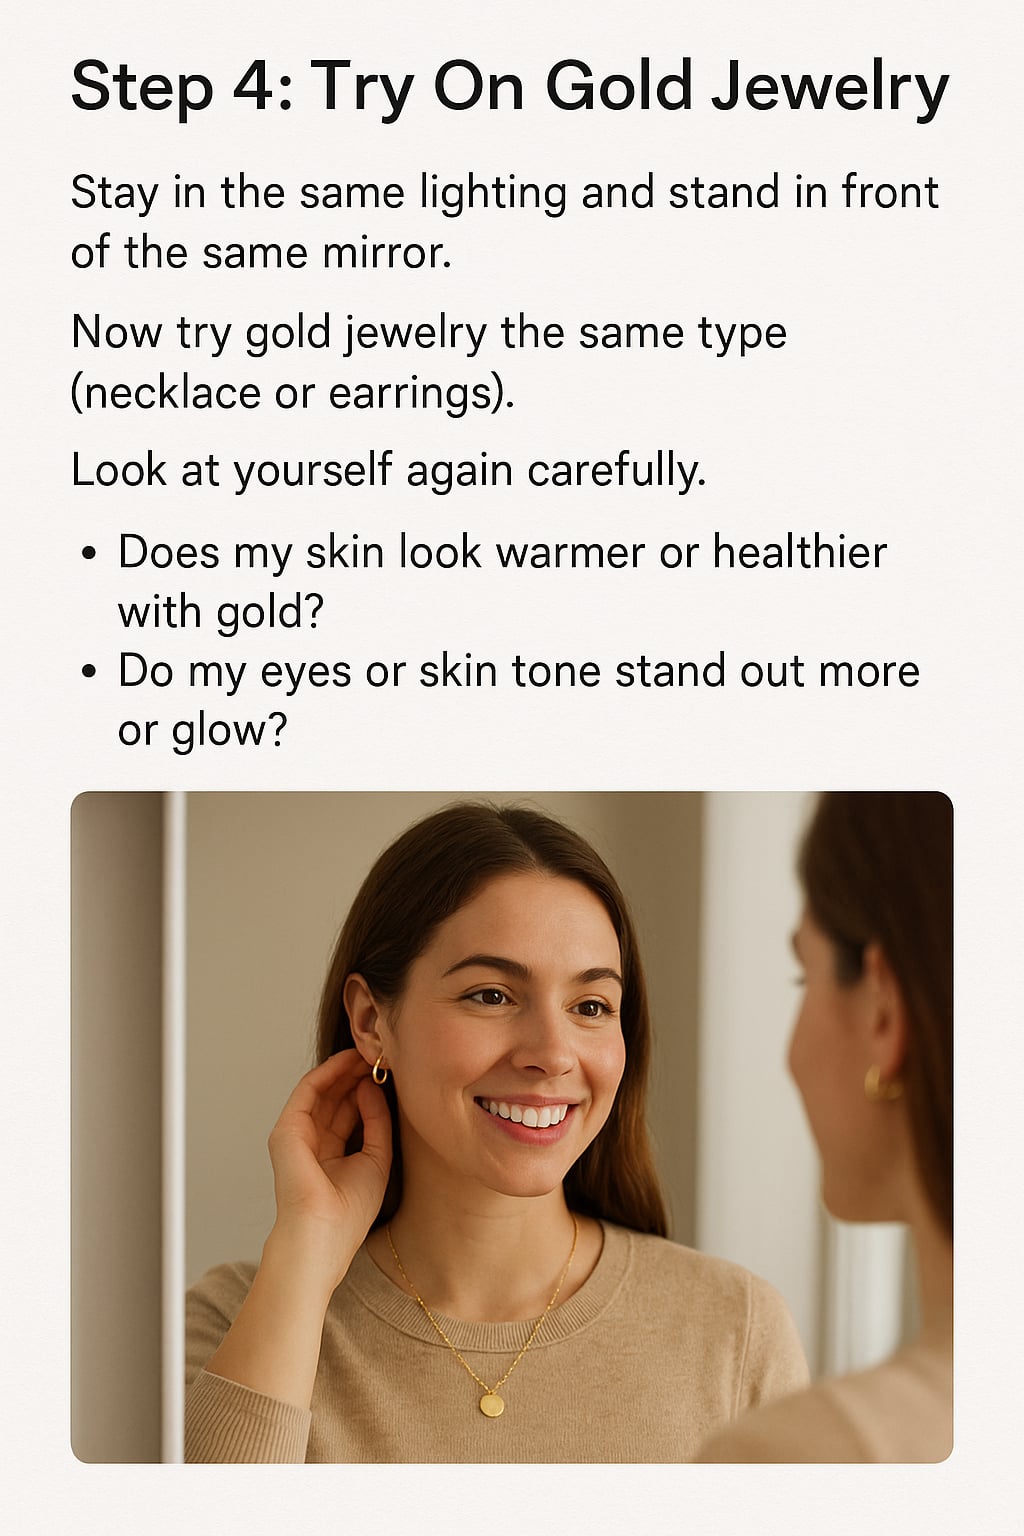 Step 4: Try On Gold Jewelry
Stay in the same lighting and stand in front
of the same mirror.
Now try gold jewelry the same type
(necklace or earrings).
Look at yourself again carefully.
• Does my skin look warmer or healthier
with gold?
• Do my eyes or skin tone stand out more
or glow?